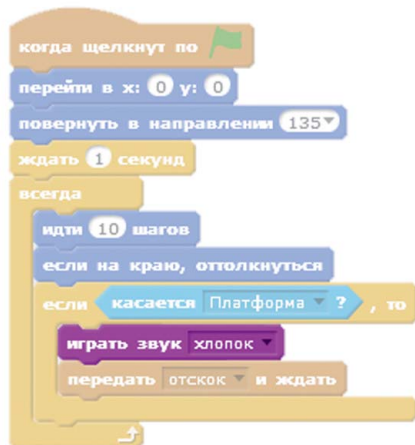 когда щелкнут по
перейти в x: 0 y: 0
повернуть в направлении 135
ждать 1 секунд
всегда
идти 10 шагов
если на краю, оттолкнуться
если касается Платформа ? , то
играть звук хлопок
передать отскок и ждать